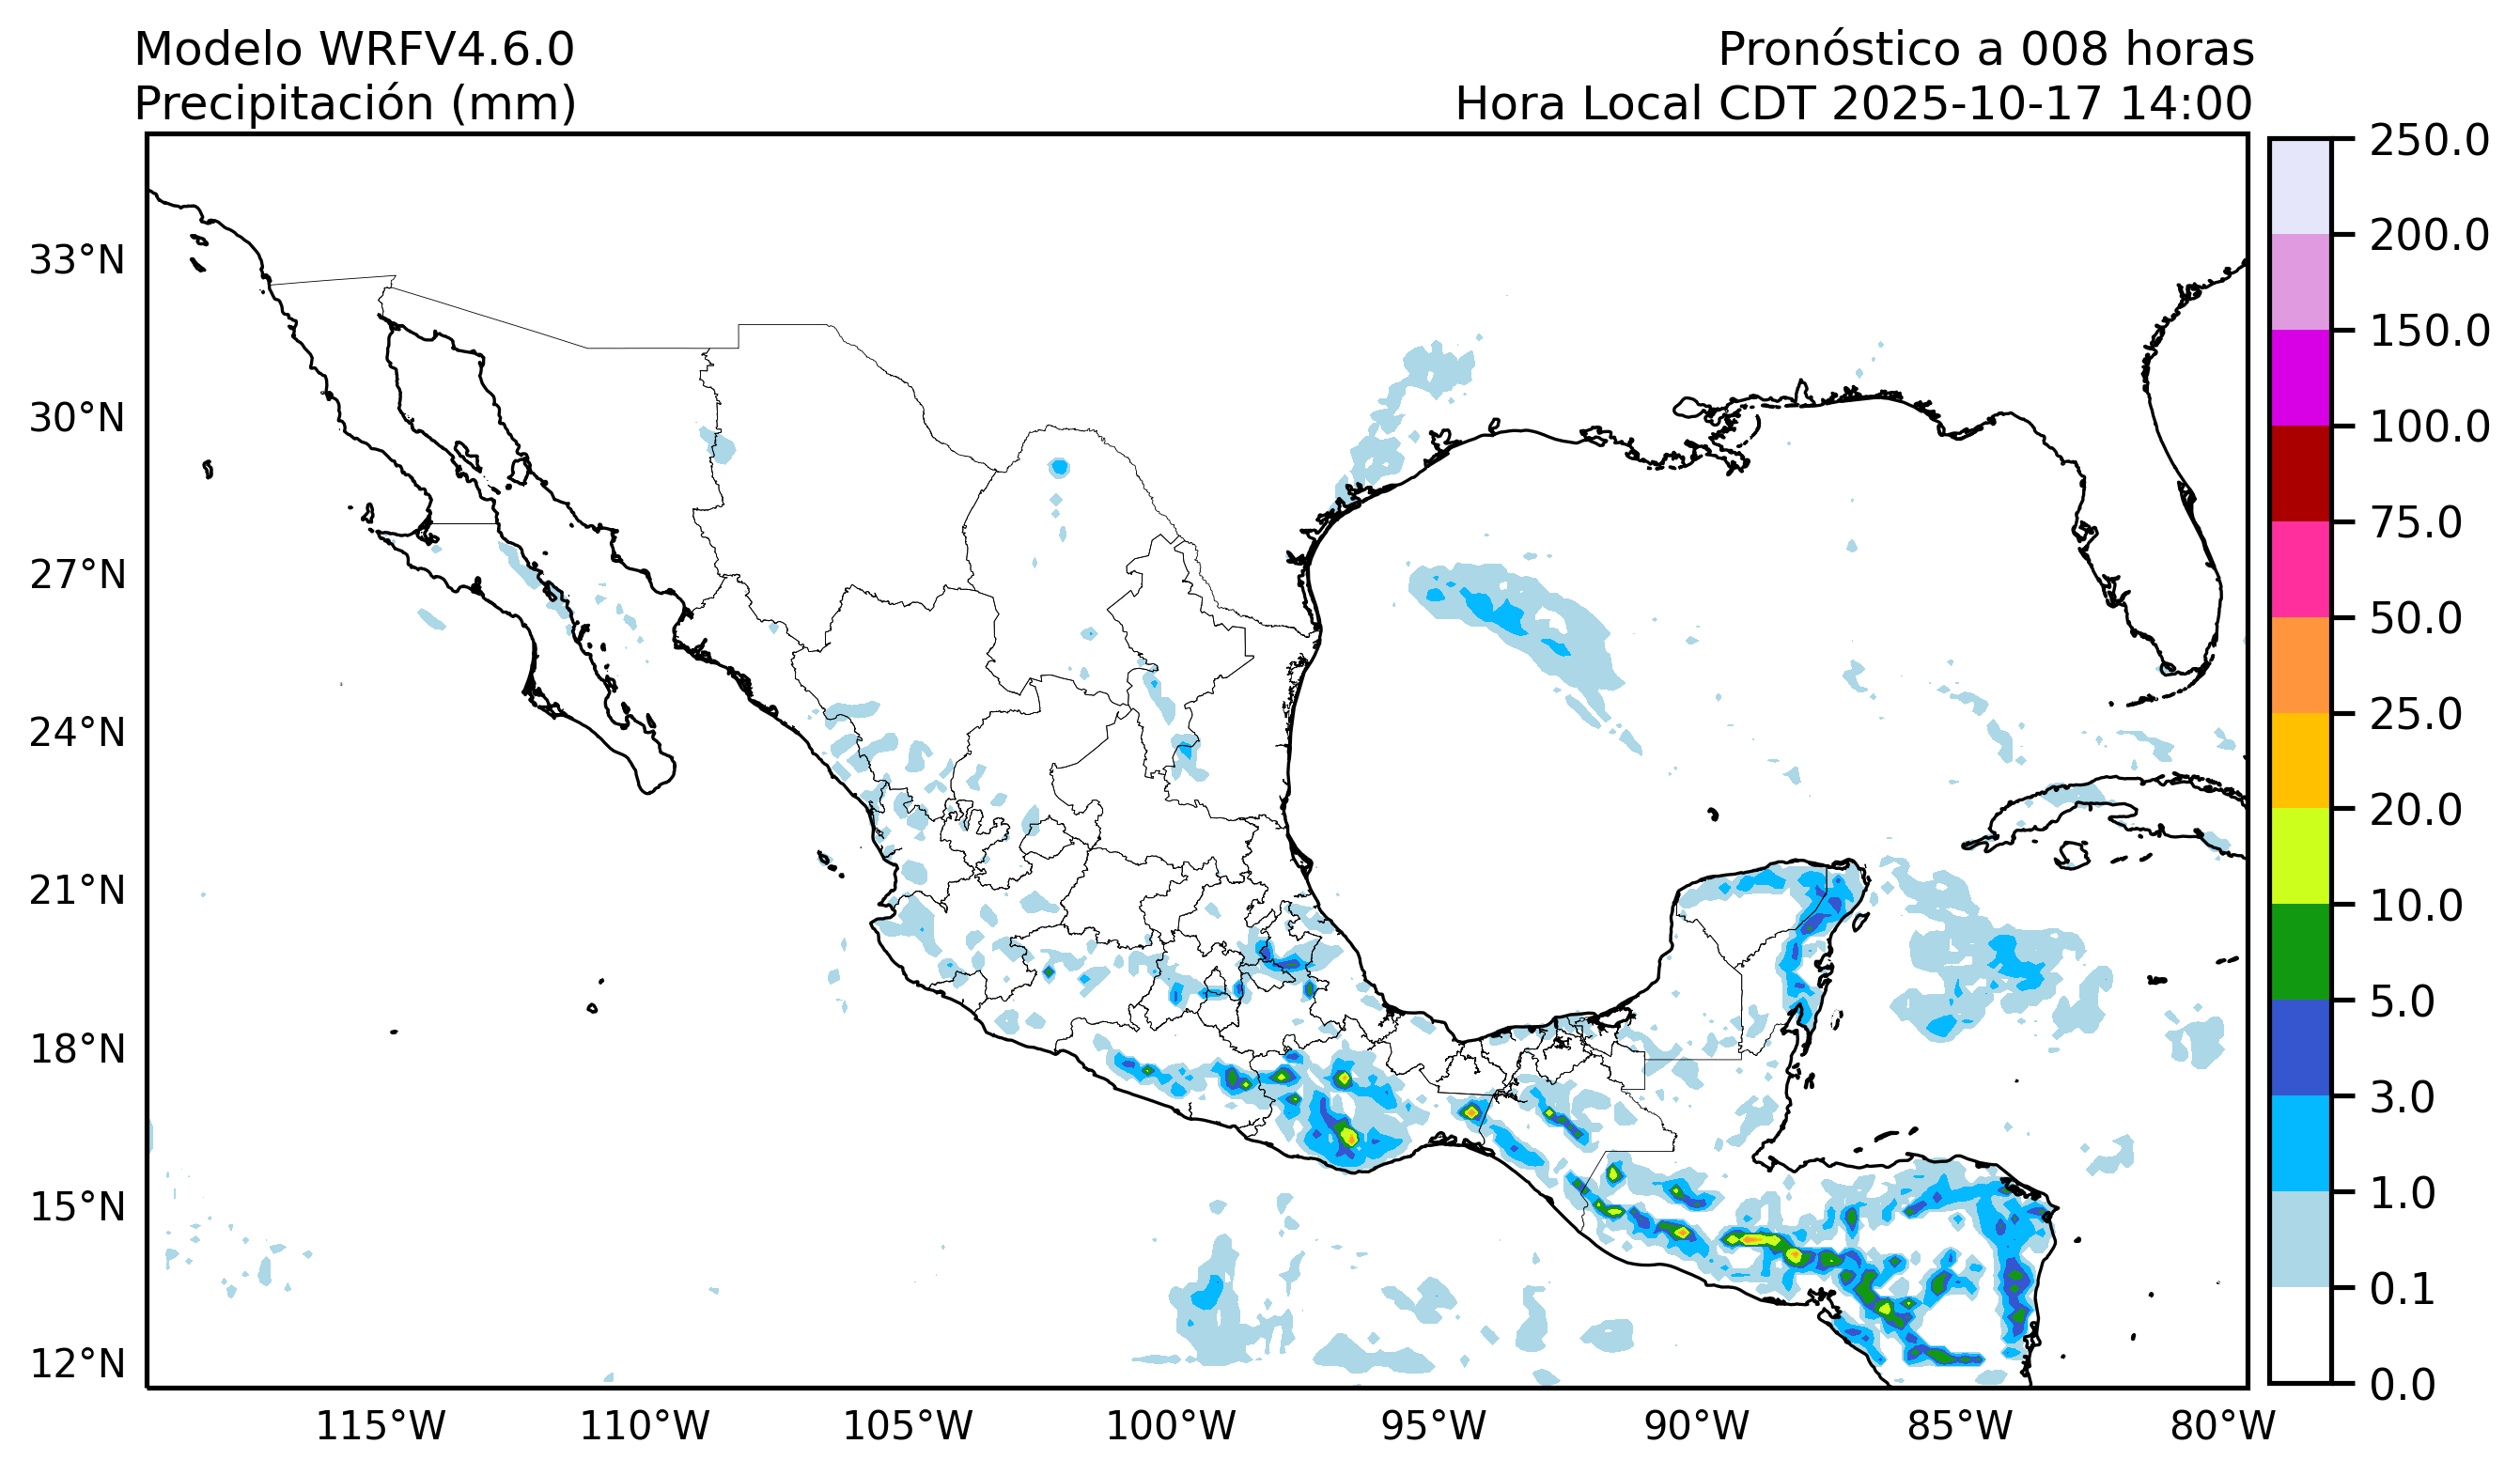 Modelo WRFV4.6.0
Precipitación (mm)
Pronóstico a 008 horas
Hora Local CDT 2025-10-17 14:00
33°N
30°N
27°N
24°N
21°N
18°N
15°N
12°N
115°W
110°W
105°W
100°W
95°W
90°W
85°W
80°W
250.0
200.0
150.0
100.0
75.0
50.0
25.0
20.0
10.0
5.0
3.0
1.0
0.1
0.0